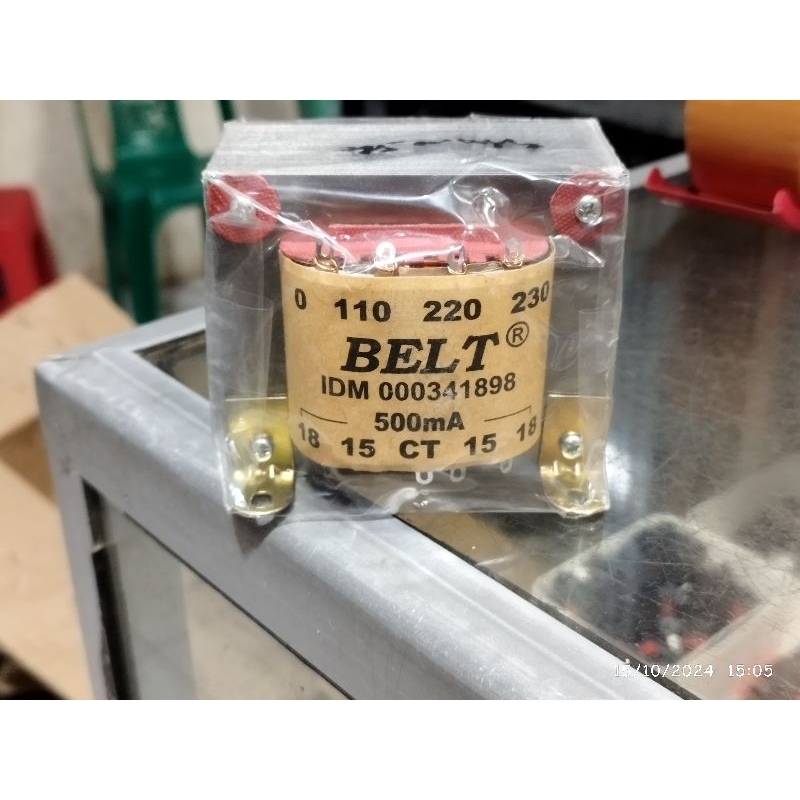 0 110 220 230
BELT ®
IDM 000341898
500mA
18 15 CT 15 18
15/10/2024 15:05